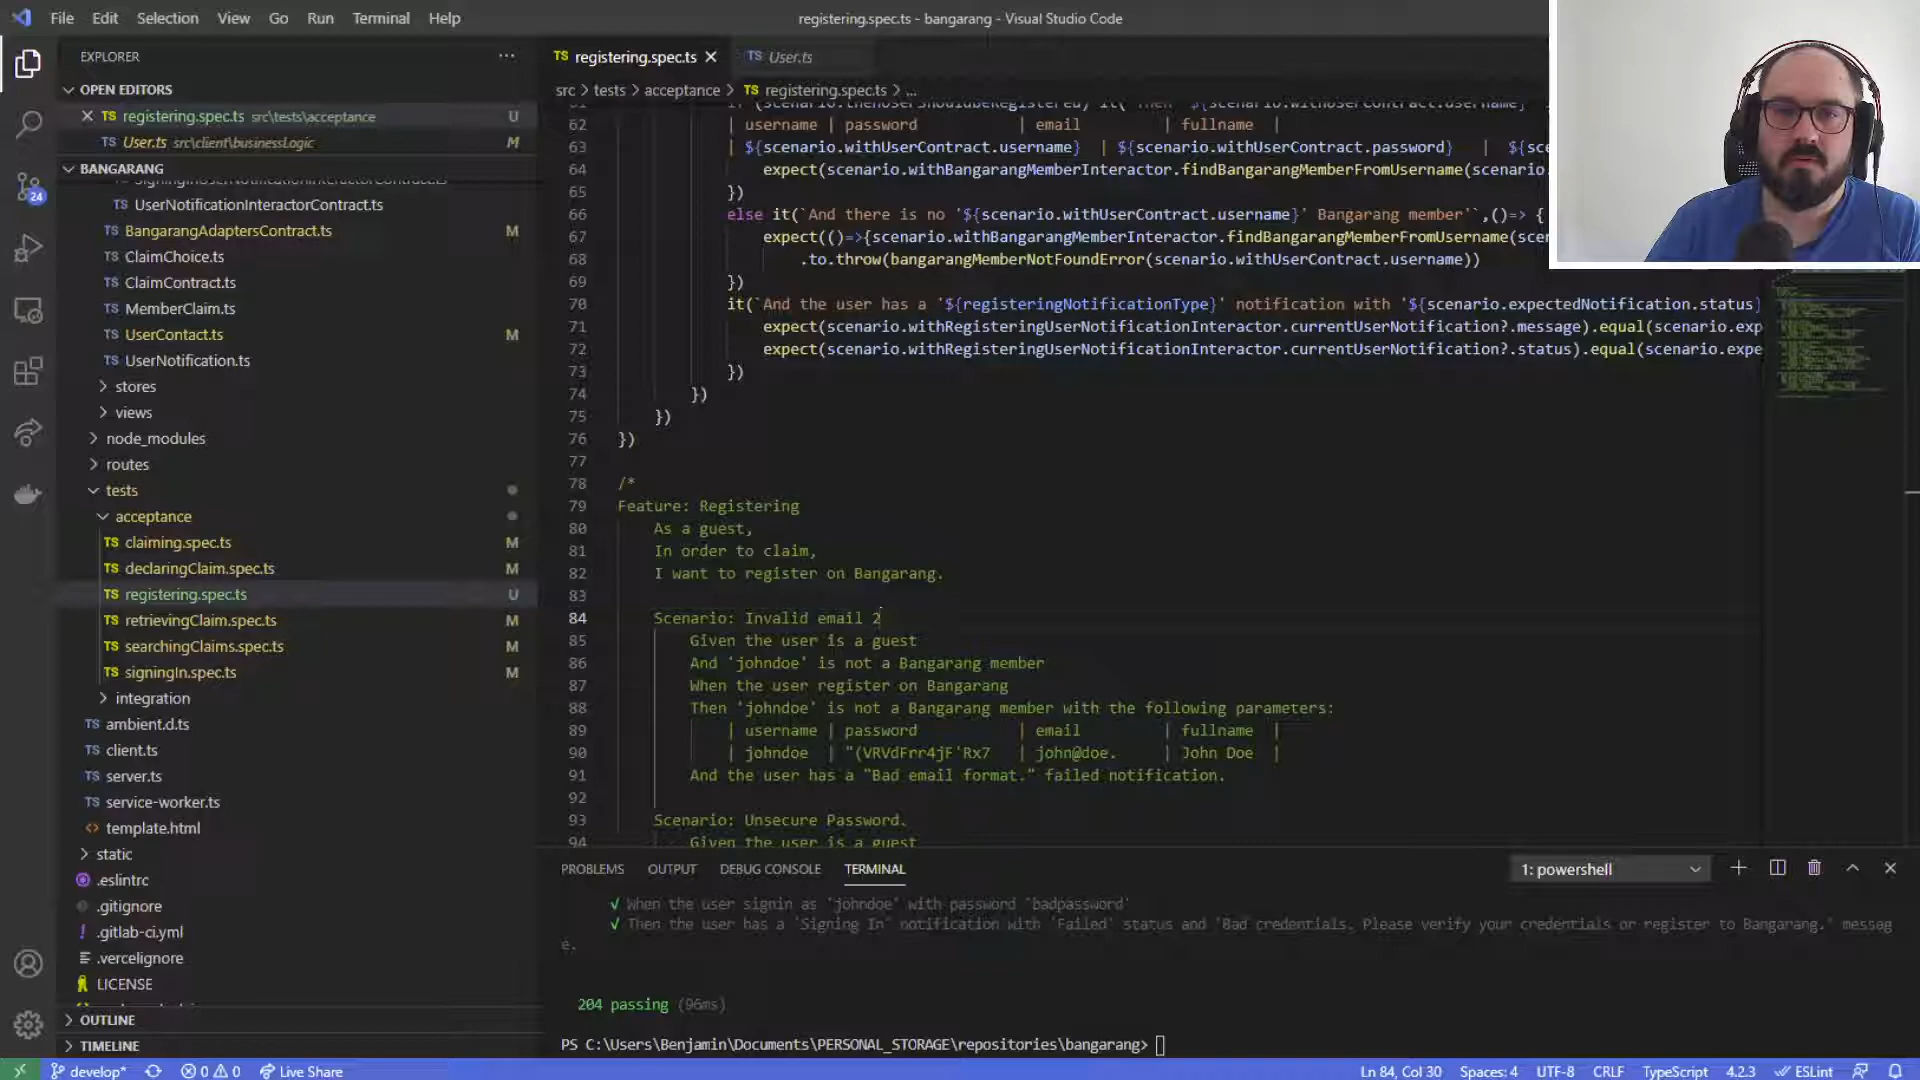 File Edit Selection View Go Run Terminal Help
registering.spec.ts - bangarang - Visual Studio Code
EXPLORER
OPEN EDITORS
registering.spec.ts src\tests\acceptance U
User.ts src\client\businessLogic M
BANGARANG
UserNotificationInteractorContract.ts
BangarangAdaptersContract.ts M
ClaimChoice.ts
ClaimContract.ts
MemberClaim.ts
UserContact.ts M
UserNotification.ts
stores
views
node_modules
routes
tests
acceptance
claiming.spec.ts M
declaringClaim.spec.ts M
registering.spec.ts U
retrievingClaim.spec.ts M
searchingClaims.spec.ts M
signingIn.spec.ts M
integration
ambient.d.ts
client.ts
server.ts
service-worker.ts
template.html
static
.eslintrc
.gitignore
.gitlab-ci.yml
.vercelignore
LICENSE
OUTLINE
TIMELINE
24
registering.spec.ts
User.ts
src > tests > acceptance > registering.spec.ts > ...
62 | username | password | email | fullname |
63 | ${scenario.withUserContract.username} | ${scenario.withUserContract.password} | ${sce
64 expect(scenario.withBangarangMemberInteractor.findBangarangMemberFromUsername(scenario.
65 })
66 else it(`And there is no '${scenario.withUserContract.username}' Bangarang member'`,()=> {
67 expect(()=>{scenario.withBangarangMemberInteractor.findBangarangMemberFromUsername(scen
68 .to.throw(bangarangMemberNotFoundError(scenario.withUserContract.username))
69 })
70 it(`And the user has a '${registeringNotificationType}' notification with '${scenario.expectedNotification.status}
71 expect(scenario.withRegisteringUserNotificationInteractor.currentUserNotification?.message).equal(scenario.exp
72 expect(scenario.withRegisteringUserNotificationInteractor.currentUserNotification?.status).equal(scenario.expe
73 })
74 })
75 })
76 })
77
78 /*
79 Feature: Registering
80 As a guest,
81 In order to claim,
82 I want to register on Bangarang.
83
84 Scenario: Invalid email 2
85 Given the user is a guest
86 And 'johndoe' is not a Bangarang member
87 When the user register on Bangarang
88 Then 'johndoe' is not a Bangarang member with the following parameters:
89 | username | password | email | fullname |
90 | johndoe | "(VRVdFrr4jF'Rx7 | john@doe. | John Doe |
91 And the user has a "Bad email format." failed notification.
92
93 Scenario: Unsecure Password.
94 Given the user is a guest
PROBLEMS OUTPUT DEBUG CONSOLE TERMINAL
1: powershell
√ When the user signin as 'johndoe' with password 'badpassword'
√ Then the user has a 'Signing In' notification with 'Failed' status and 'Bad credentials. Please verify your credentials or register to Bangarang.' messag
e.
204 passing (96ms)
PS C:\Users\Benjamin\Documents\PERSONAL_STORAGE\repositories\bangarang>
develop* 0 0 Live Share
Ln 84, Col 30 Spaces: 4 UTF-8 CRLF TypeScript 4.2.3 ESLint